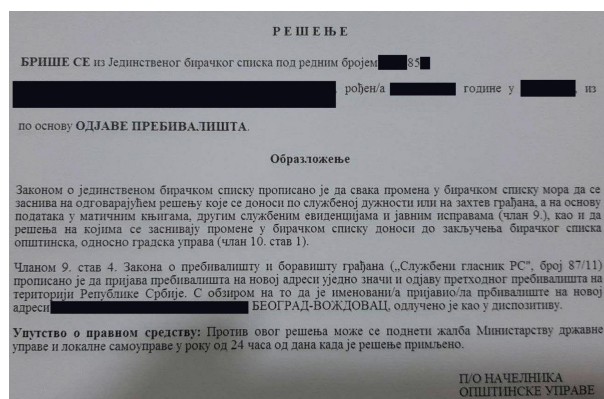 РЕШЕЊЕ
БРИШЕ СЕ из Јединственог бирачког списка под редним бројем 85
, рођен/а године у , из
по основу ОДЈАВЕ ПРЕБИВАЛИШТА.
Образложење
Законом о јединственом бирачком списку прописано је да свака промена у бирачком списку мора да се
заснива на одговарајућем решењу које се доноси по службеној дужности или на захтев грађана, а на основу
података у матичним књигама, другим службеним евиденцијама и јавним исправама (члан 9.), као и да
решења на којима се заснивају промене у бирачком списку доноси до закључења бирачког списка
општинска, односно градска управа (члан 10. став 1).
Чланом 9. став 4. Закона о пребивалишту и боравишту грађана („Службени гласник РС", број 87/11)
прописано је да пријава пребивалишта на новој адреси уједно значи и одјаву претходног пребивалишта на
територији Републике Србије. С обзиром на то да је именовани/а пријавио/ла прбивалиште на новој
адреси БЕОГРАД-ВОЖДОВАЦ, одлучено је као у диспозитиву.
Упутство о правном средству: Против овог решења може се поднети жалба Министарству државне
управе и локалне самоуправе у року од 24 часа од дана када је решење примљено.
П/О НАЧЕЛНИКА
ОПШТИНСКЕ УПРАВЕ